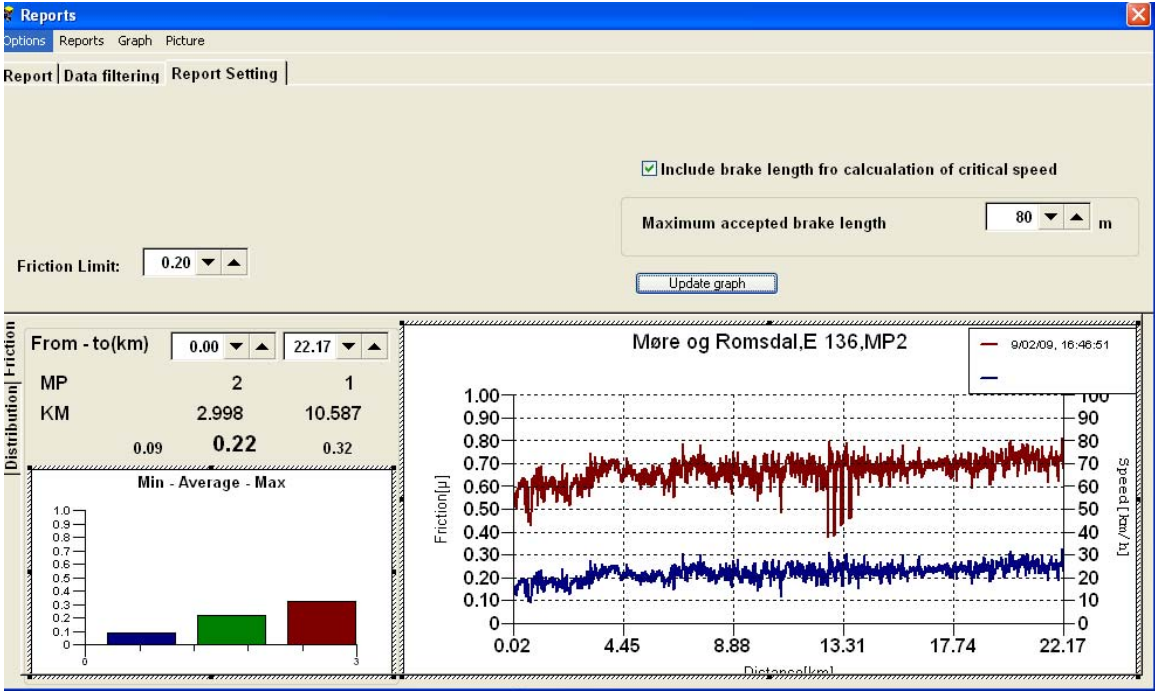 Reports
Options Reports Graph Picture
Report Data filtering Report Setting
Include brake length fro calcualation of critical speed
Maximum accepted brake length 80 m
Friction Limit: 0.20
Update graph
Friction
Distribution
From - to(km) 0.00 22.17
MP 2 1
KM 2.998 10.587
0.09 0.22 0.32
Min - Average - Max
1.0
0.9
0.8
0.7
0.6
0.5
0.4
0.3
0.2
0.1
0
0 3
Møre og Romsdal,E 136,MP2
9/02/09, 16:46:51
1.00 100
0.90 90
0.80 80
0.70 70
0.60 60
0.50 50
0.40 40
0.30 30
0.20 20
0.10 10
0 0
Friction[µ]
Speed [km/h]
0.02 4.45 8.88 13.31 17.74 22.17
Distance[km]